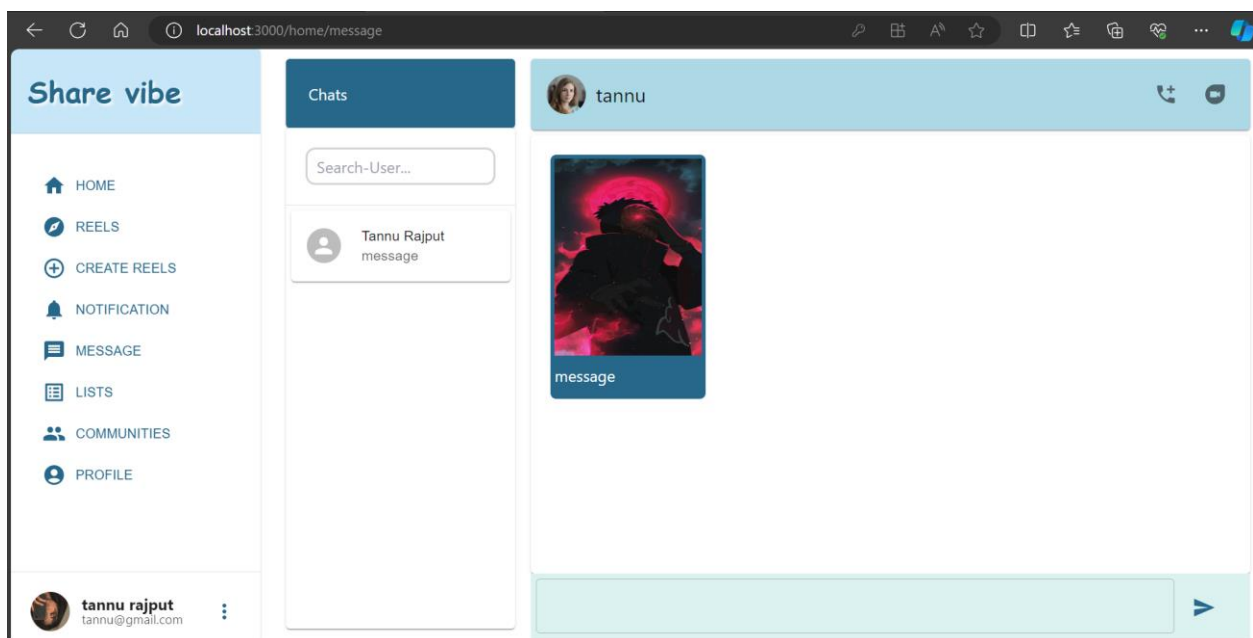 localhost:3000/home/message
Share vibe
HOME
REELS
CREATE REELS
NOTIFICATION
MESSAGE
LISTS
COMMUNITIES
PROFILE
tannu rajput
tannu@gmail.com
Chats
Search-User...
Tannu Rajput
message
tannu
message